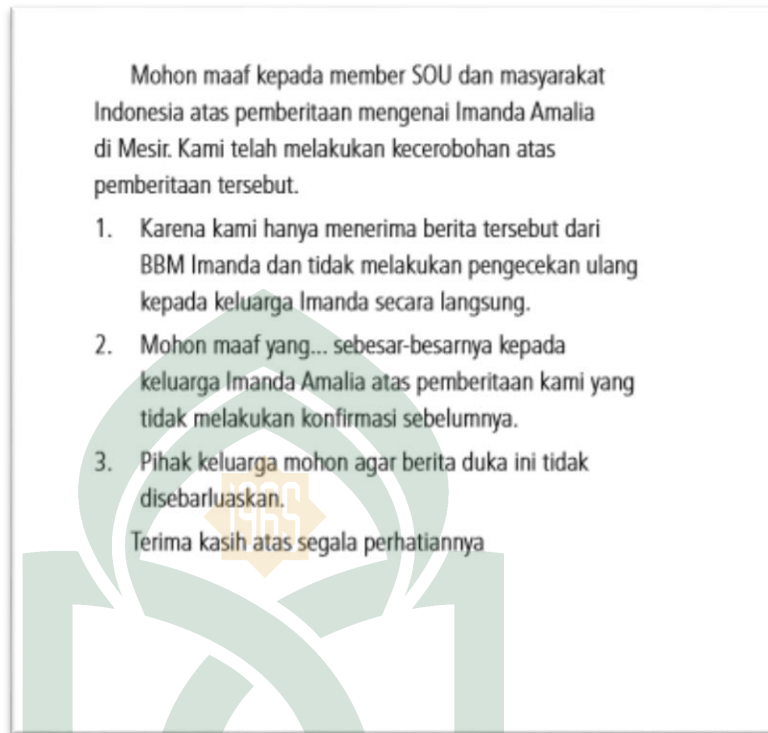 Mohon maaf kepada member SOU dan masyarakat
Indonesia atas pemberitaan mengenai Imanda Amalia
di Mesir. Kami telah melakukan kecerobohan atas
pemberitaan tersebut.
1. Karena kami hanya menerima berita tersebut dari
BBM Imanda dan tidak melakukan pengecekan ulang
kepada keluarga Imanda secara langsung.
2. Mohon maaf yang... sebesar-besarnya kepada
keluarga Imanda Amalia atas pemberitaan kami yang
tidak melakukan konfirmasi sebelumnya.
3. Pihak keluarga mohon agar berita duka ini tidak
disebarluaskan.
1965
Terima kasih atas segala perhatiannya